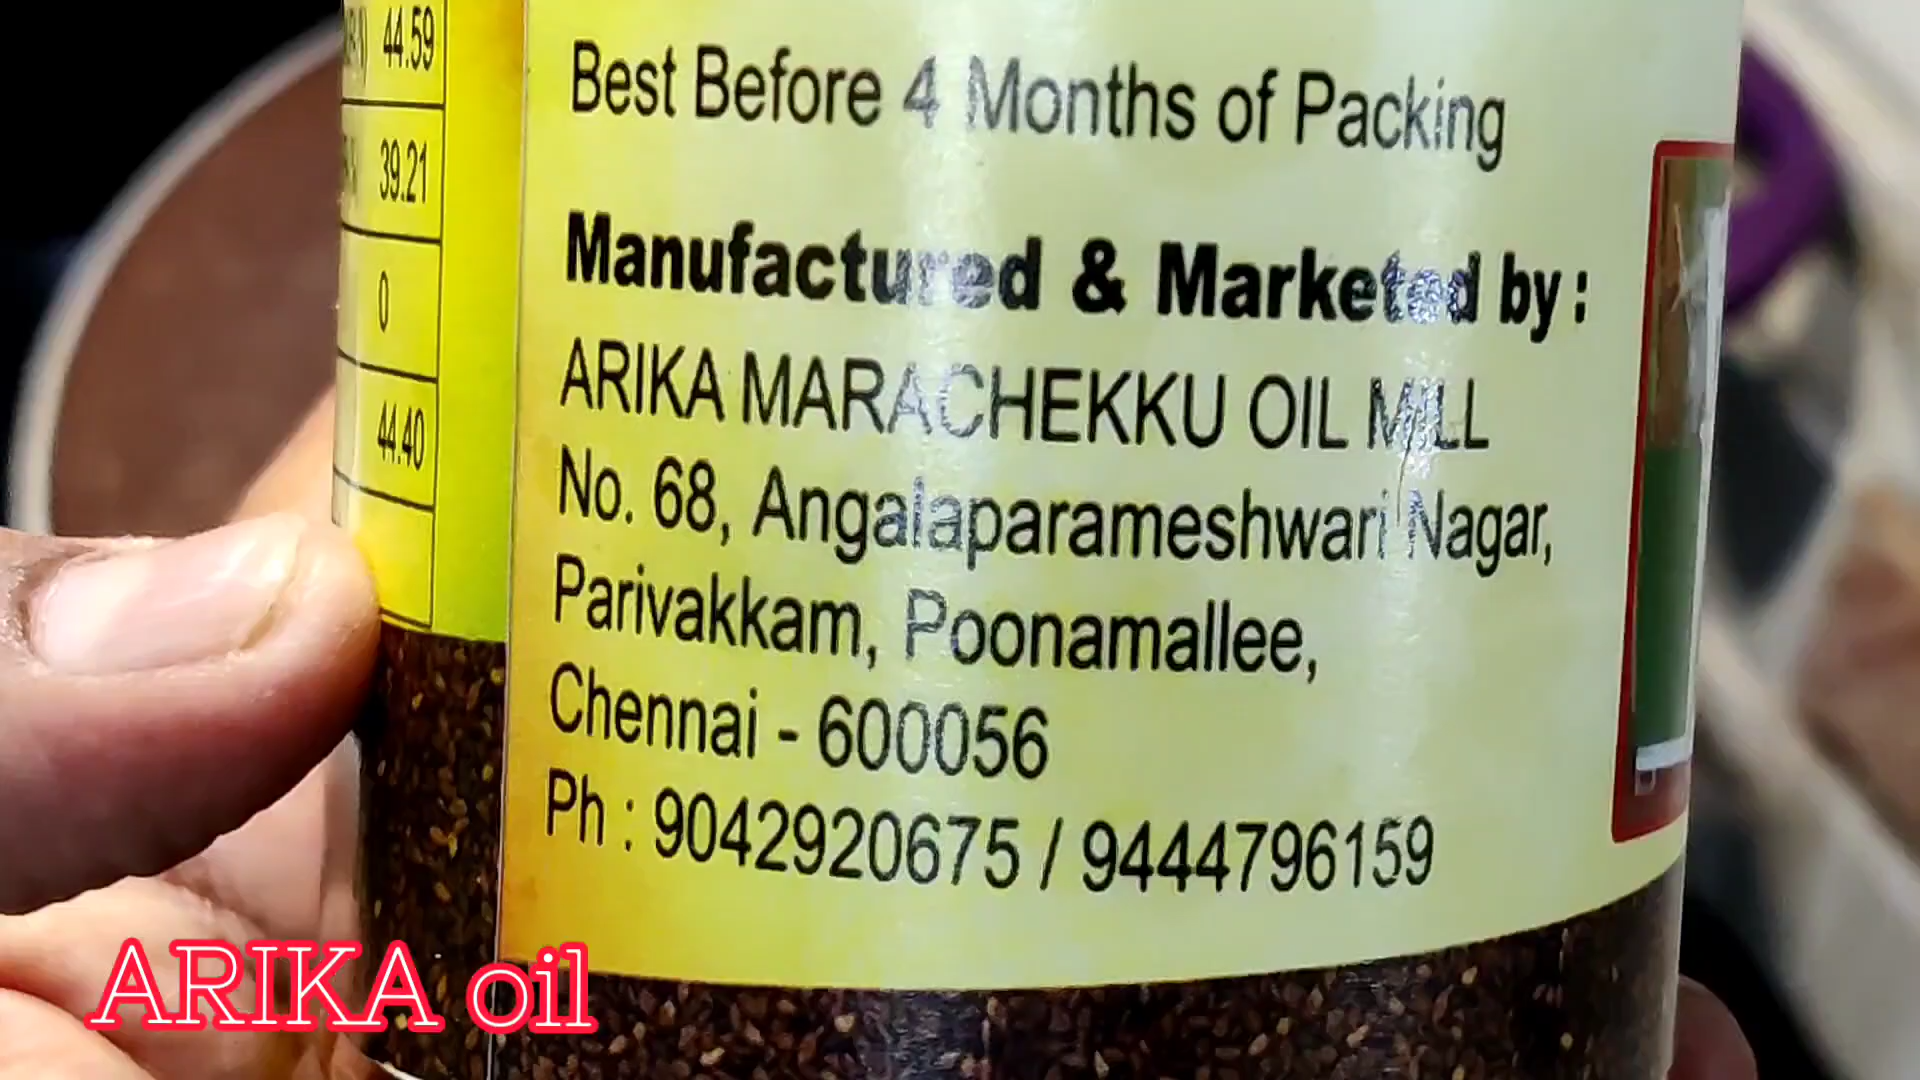 44.59
39.21
0
44.40
Best Before 4 Months of Packing
Manufactured & Marketed by :
ARIKA MARACHEKKU OIL MILL
No. 68, Angalaparameshwari Nagar,
Parivakkam, Poonamallee,
Chennai - 600056
Ph : 9042920675 / 9444796159
ARIKA oil